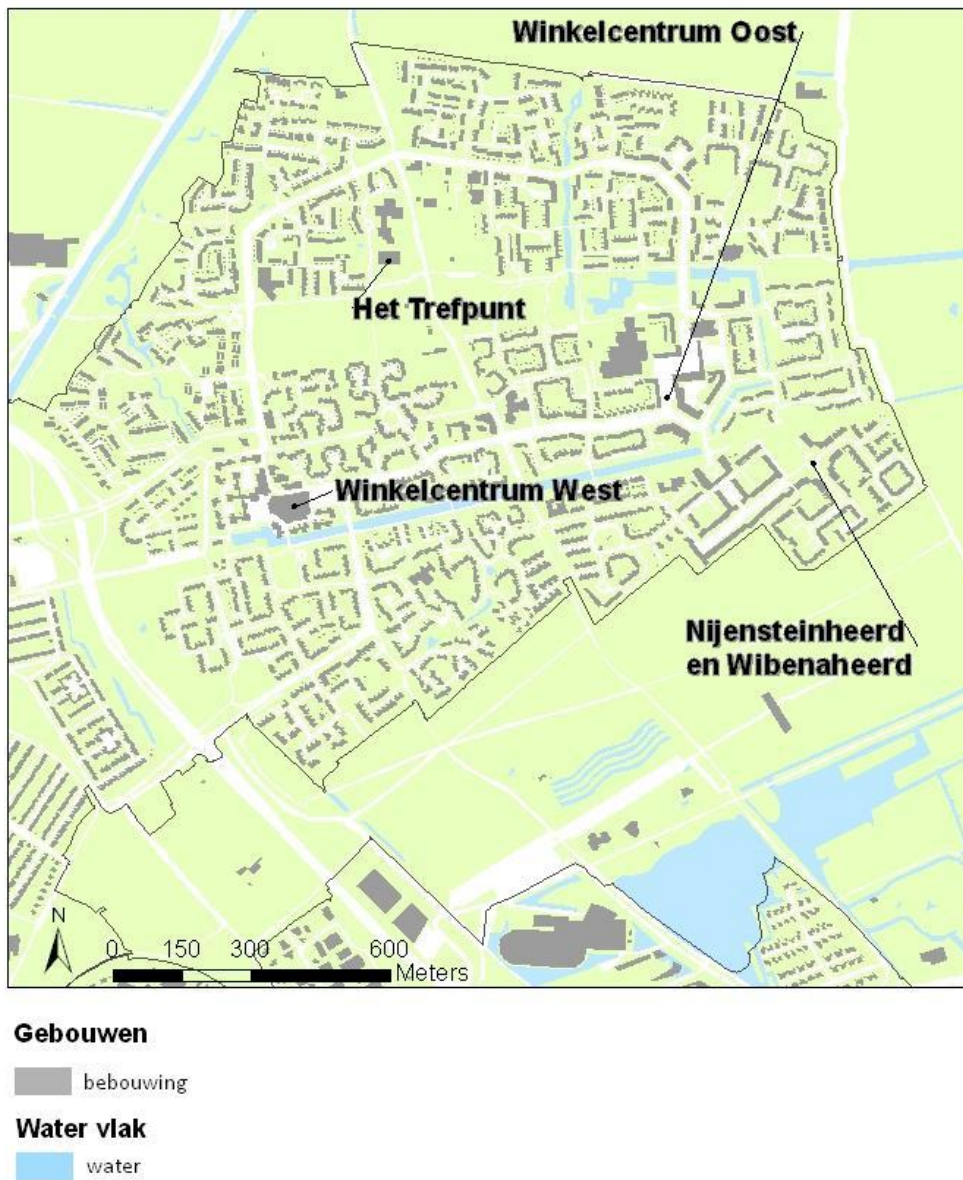 Winkelcentrum Oost
Het Trefpunt
Winkelcentrum West
Nijensteinheerd
en Wibenaheerd
N
0 150 300 600
Meters
Gebouwen
bebouwing
Water vlak
water